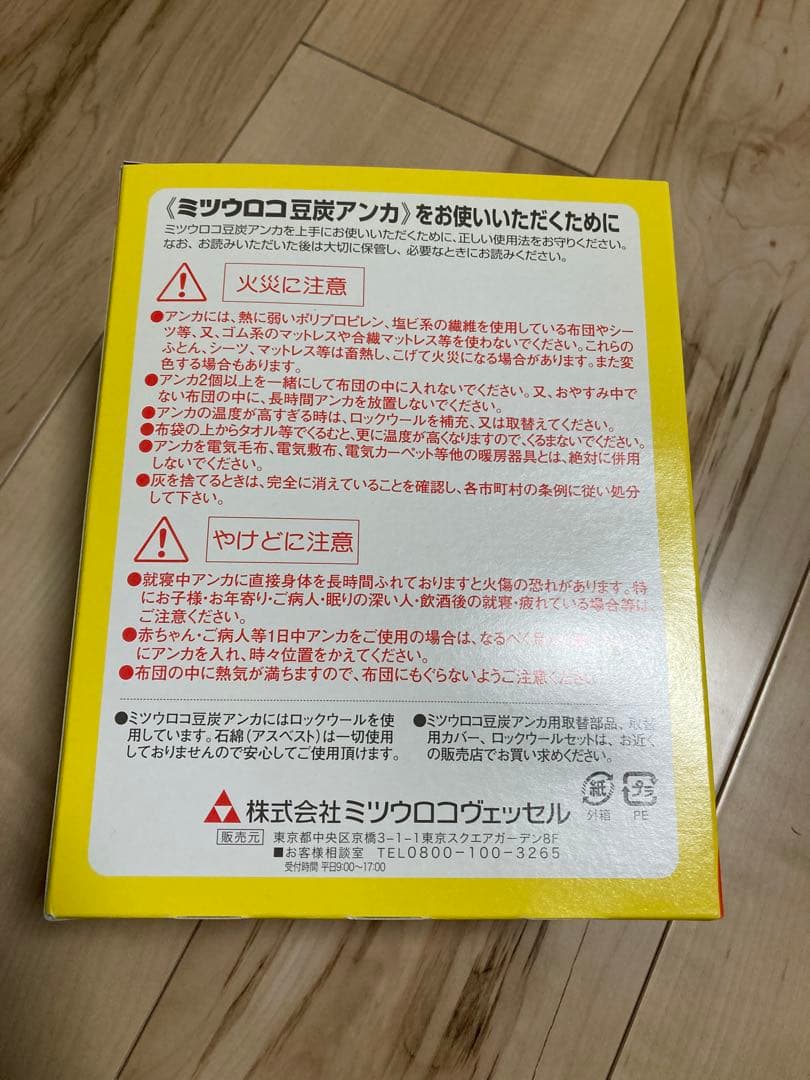 《ミツウロコ豆炭アンカ》をお使いいただくために
ミツウロコ豆炭アンカを上手にお使いいただくために、正しい使用法をお守りください。
なお、お読みいただいた後は大切に保管し、必要なときにお読みください。
火災に注意
●アンカには、熱に弱いポリプロピレン、塩ビ系の繊維を使用している布団やシー
ツ等、又、ゴム系のマットレスや合繊マットレス等を使わないでください。これらの
ふとん、シーツ、マットレス等は蓄熱し、こげて火災になる場合があります。また変
色する場合もあります。
●アンカ2個以上を一緒にして布団の中に入れないでください。又、おやすみ中で
ない布団の中に、長時間アンカを放置しないでください。
●アンカの温度が高すぎる時は、ロックウールを補充、又は取替えてください。
●布袋の上からタオル等でくるむと、更に温度が高くなりますので、くるまないでください。
●アンカを電気毛布、電気敷布、電気カーペット等他の暖房器具とは、絶対に併用
しないでください。
●灰を捨てるときは、完全に消えていることを確認し、各市町村の条例に従い処分
して下さい。
やけどに注意
●就寝中アンカに直接身体を長時間ふれておりますと火傷の恐れがあります。特
にお子様・お年寄り・ご病人・眠りの深い人・飲酒後の就寝・疲れている場合等は
ご注意ください。
●赤ちゃん・ご病人等1日中アンカをご使用の場合は、なるべく
にアンカを入れ、時々位置をかえてください。
●布団の中に熱気が満ちますので、布団にもぐらないようご注意ください
●ミツウロコ豆炭アンカにはロックウールを使
用しています。石綿(アスベスト)は一切使用
しておりませんので安心してご使用頂けます。
●ミツウロコ豆炭アンカ用取替部品、取替
用カバー、ロックウールセットは、お近く
の販売店でお買い求めください。
株式会社ミツウロコヴェッセル
販売元 東京都中央区京橋3-1-1東京スクエアガーデン8F
■お客様相談室 TEL0800-100-3265
受付時間 平日9:00〜17:00
紙
外箱
プラ
PE